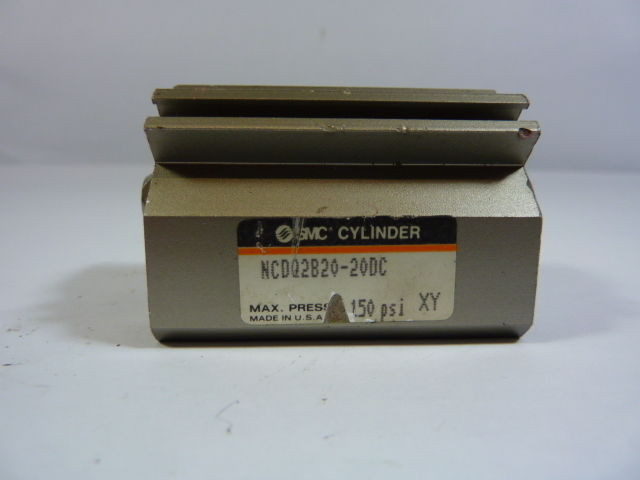 SMC CYLINDER
NCDQ2B20-20DC
MAX. PRESS 150 psi XY
MADE IN U.S.A